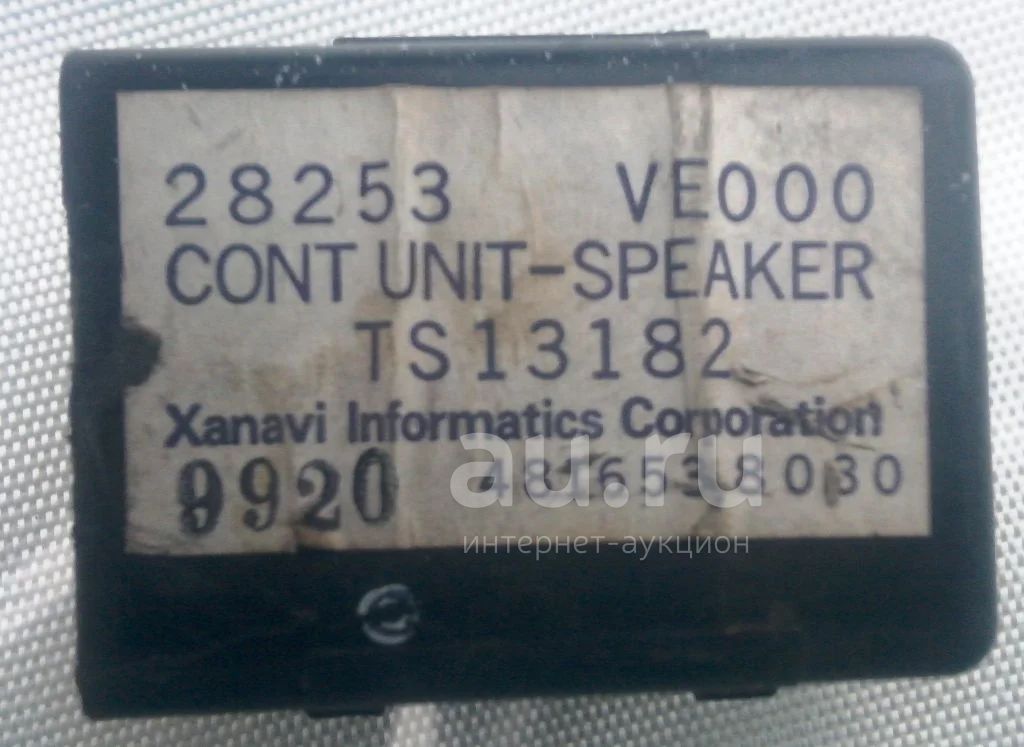 28253 VE000
CONT UNIT-SPEAKER
TS13182
Xanavi Informatics Corporation
9920
au.ru
интернет-аукцион